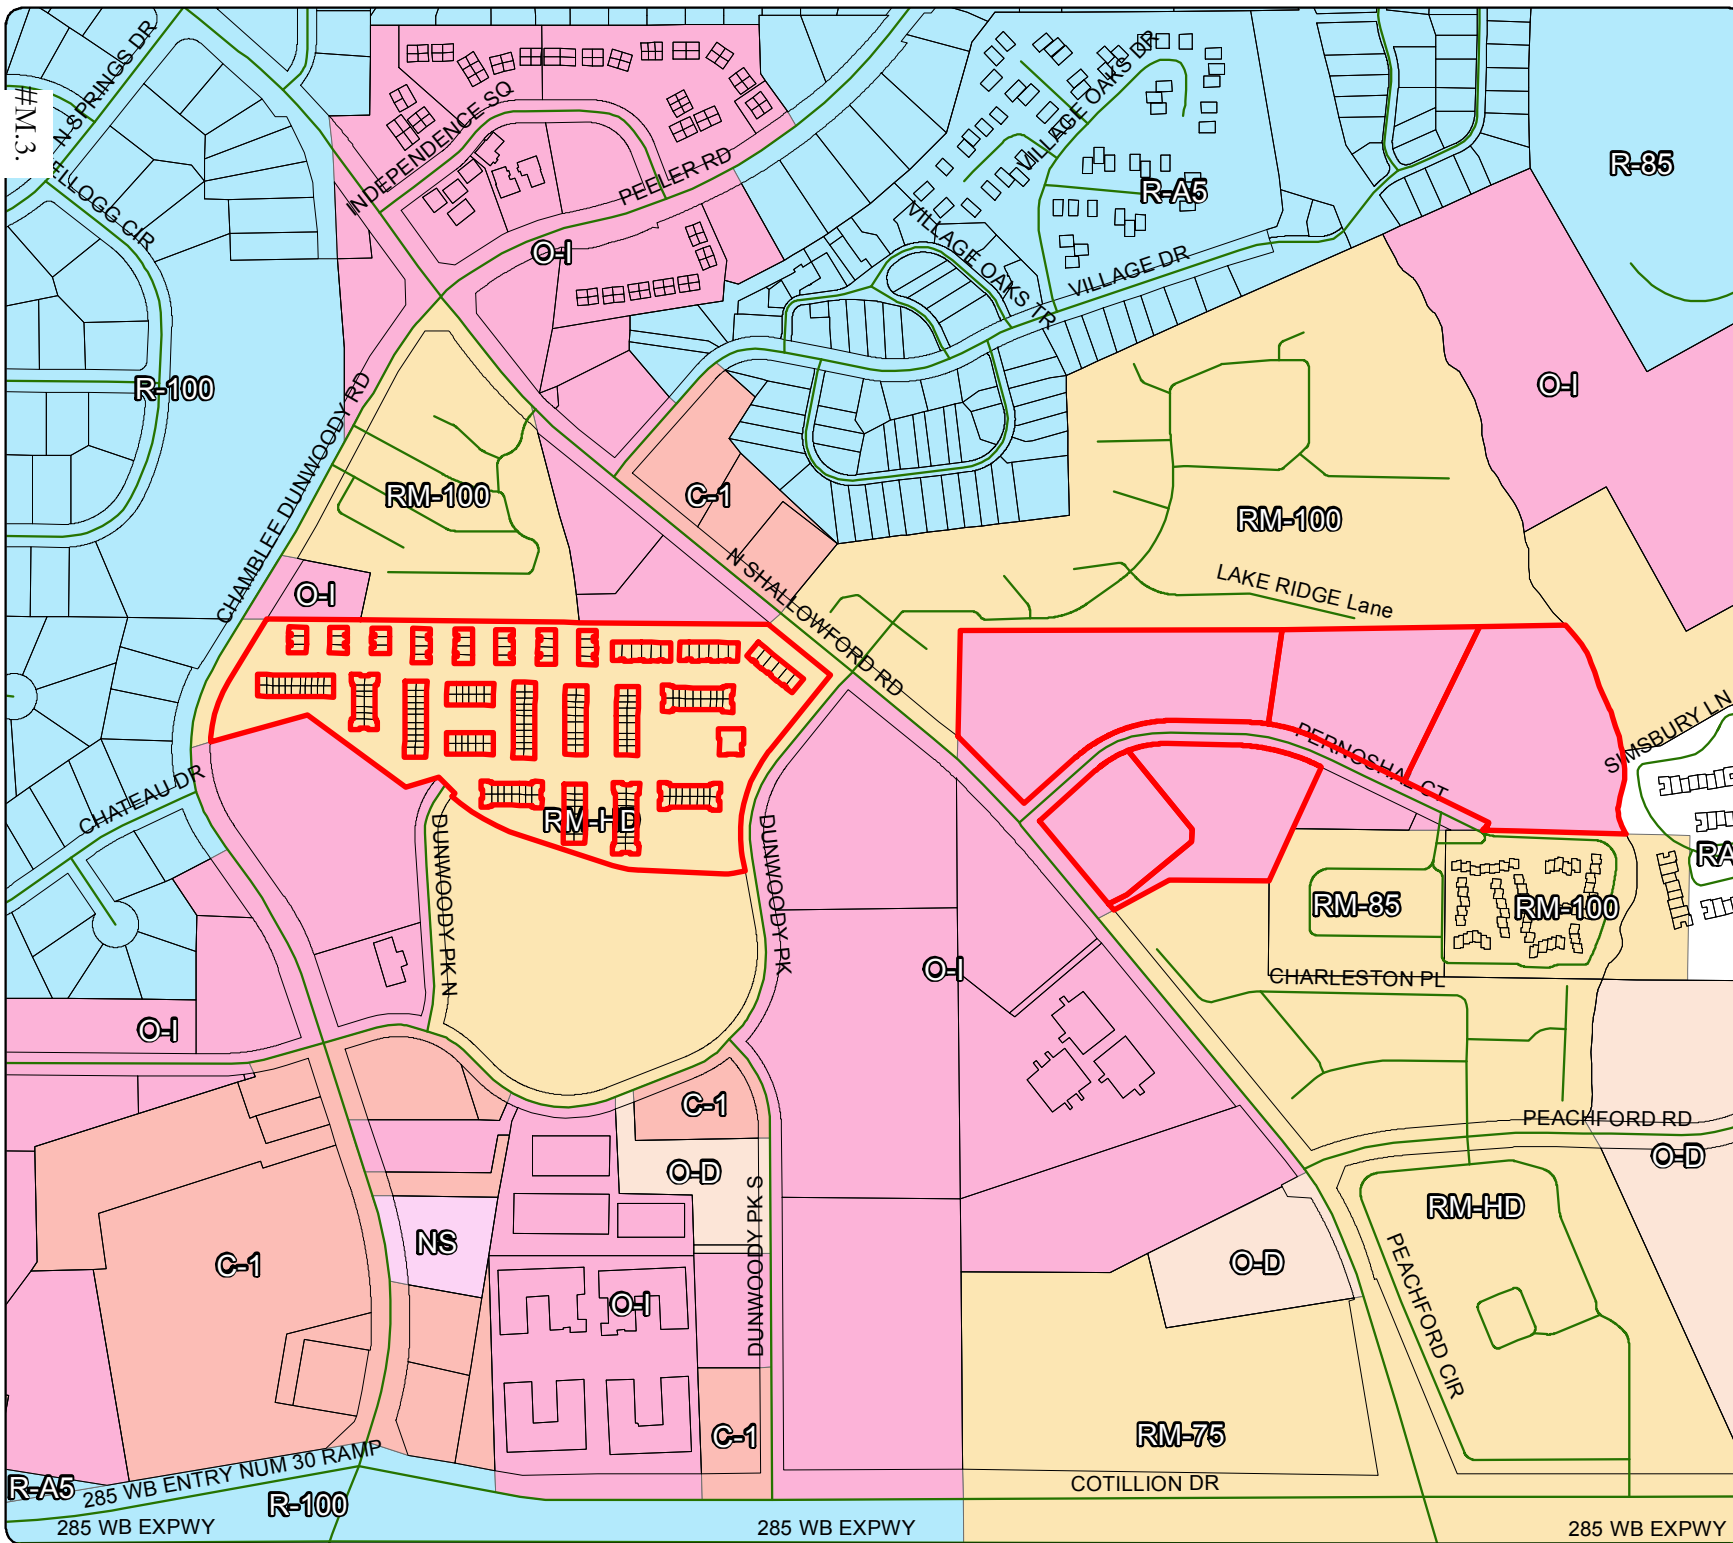 #M.3.
N SPRINGS DR
INDEPENDENCE SQ
PEELER RD
VILLAGE OAKS DR
R-85
R-A5
VILLAGE OAKS TR
VILLAGE DR
O-I
R-100
CHAMBLEE DUNWOODY RD
RM-100
C-1
RM-100
O-I
O-I
N SHALLOWFORD RD
LAKE RIDGE Lane
SIMSBURY LN
PERNOSHAL CT
CHATEAU DR
RM-HD
DUNWOODY PK N
DUNWOODY PK
RM-85
RM-100
RA
O-I
CHARLESTON PL
O-I
C-1
PEACHFORD RD
O-D
O-D
RM-HD
NS
C-1
O-I
DUNWOODY PK S
O-D
PEACHFORD CIR
C-1
RM-75
R-A5
285 WB ENTRY NUM 30 RAMP
R-100
COTILLION DR
285 WB EXPWY
285 WB EXPWY
285 WB EXPWY